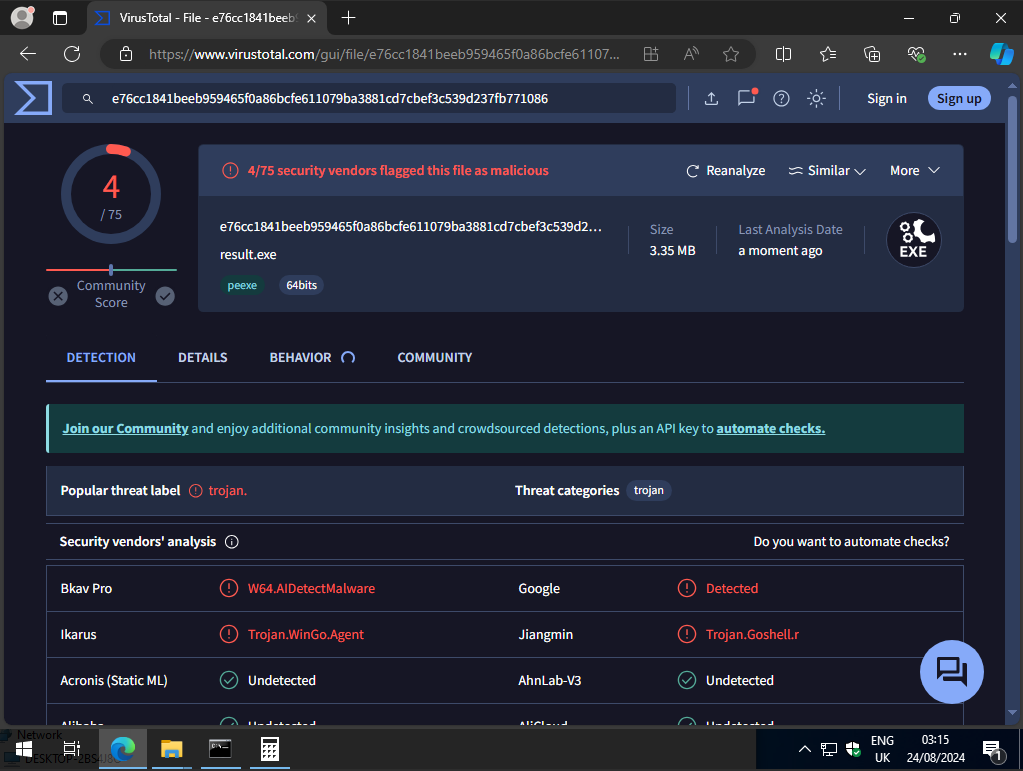 VirusTotal - File - e76cc1841beeb9
https://www.virustotal.com/gui/file/e76cc1841beeb959465f0a86bcfe61107...
e76cc1841beeb959465f0a86bcfe611079ba3881cd7cbef3c539d237fb771086
Sign in
Sign up
4
/ 75
Community
Score
4/75 security vendors flagged this file as malicious
Reanalyze
Similar
More
e76cc1841beeb959465f0a86bcfe611079ba3881cd7cbef3c539d2...
result.exe
peexe
64bits
Size
3.35 MB
Last Analysis Date
a moment ago
EXE
DETECTION
DETAILS
BEHAVIOR
COMMUNITY
Join our Community and enjoy additional community insights and crowdsourced detections, plus an API key to automate checks.
Popular threat label
trojan.
Threat categories
trojan
Security vendors' analysis
Do you want to automate checks?
Bkav Pro
W64.AIDetectMalware
Google
Detected
Ikarus
Trojan.WinGo.Agent
Jiangmin
Trojan.Goshell.r
Acronis (Static ML)
Undetected
AhnLab-V3
Undetected
Alibaba
Undetected
AliCloud
Undetected
Network
ENG
UK
03:15
24/08/2024
1